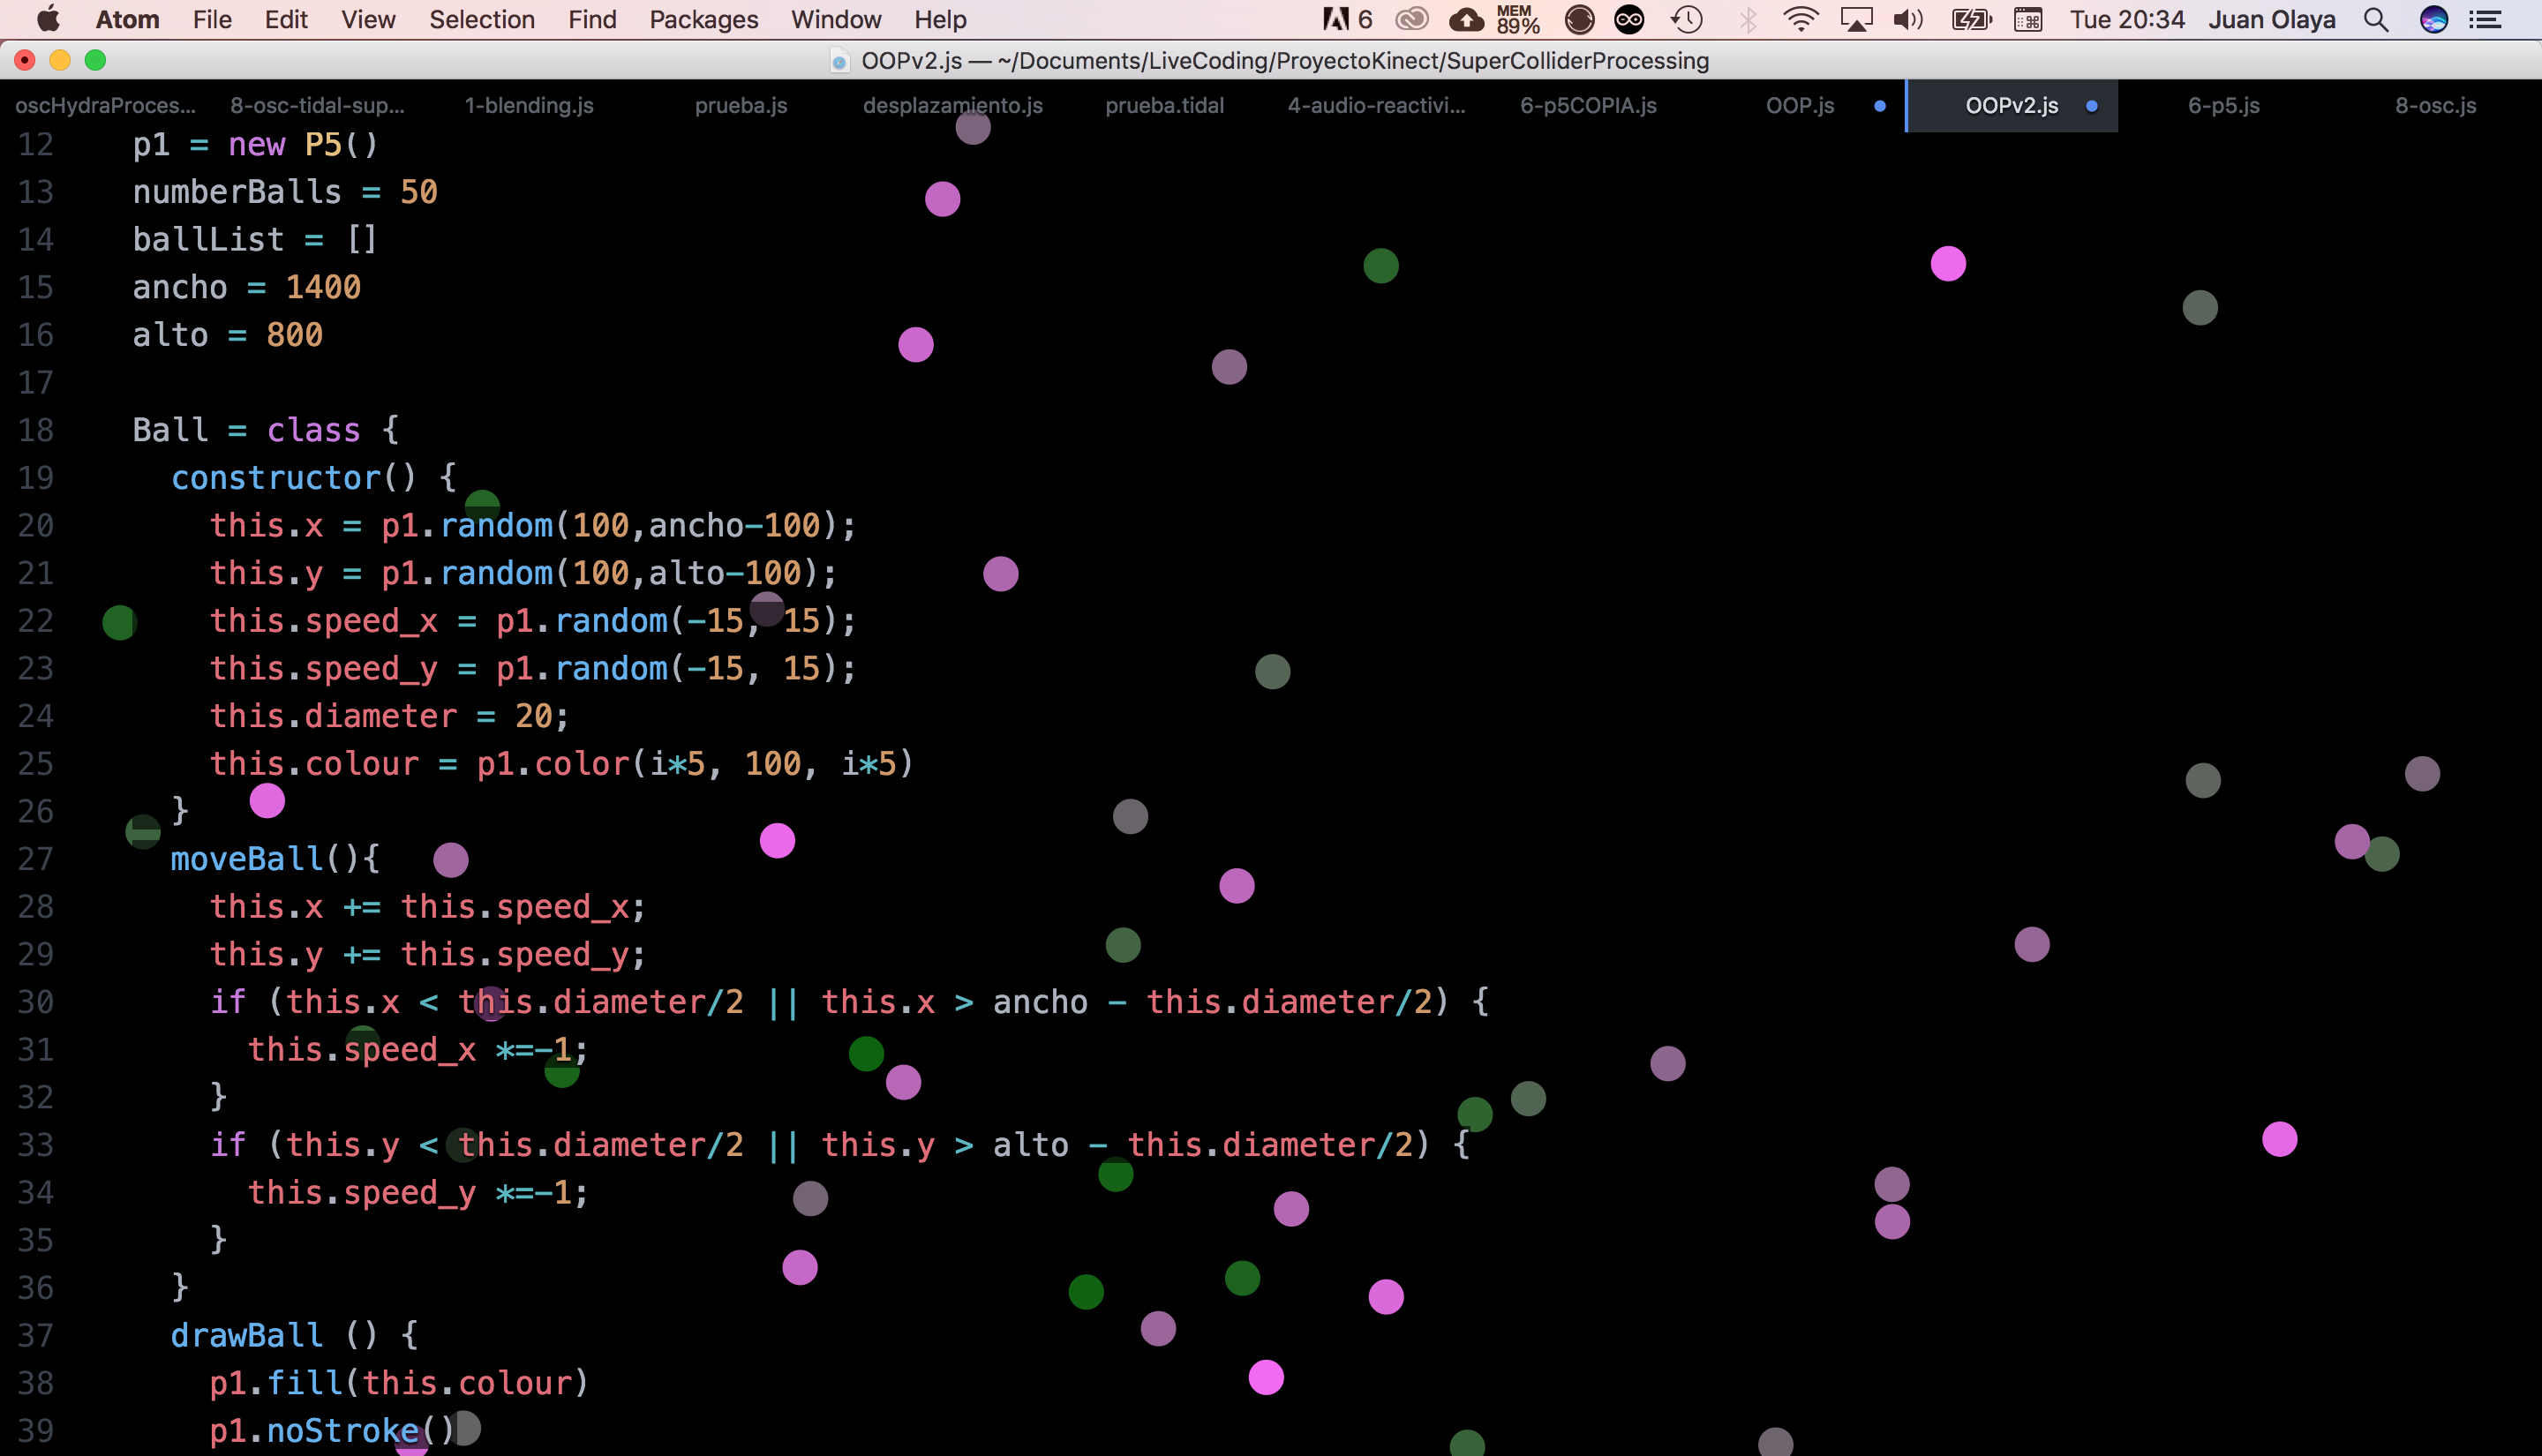 Atom File Edit View Selection Find Packages Window Help 6 MEM 89% Tue 20:34 Juan Olaya
OOPv2.js — ~/Documents/LiveCoding/ProyectoKinect/SuperColliderProcessing
oscHydraProces... 8-osc-tidal-sup... 1-blending.js prueba.js desplazamiento.js prueba.tidal 4-audio-reactivi... 6-p5COPIA.js OOP.js OOPv2.js 6-p5.js 8-osc.js
12 p1 = new P5()
13 numberBalls = 50
14 ballList = []
15 ancho = 1400
16 alto = 800
17
18 Ball = class {
19 constructor() {
20 this.x = p1.random(100,ancho-100);
21 this.y = p1.random(100,alto-100);
22 this.speed_x = p1.random(-15, 15);
23 this.speed_y = p1.random(-15, 15);
24 this.diameter = 20;
25 this.colour = p1.color(i*5, 100, i*5)
26 }
27 moveBall(){
28 this.x += this.speed_x;
29 this.y += this.speed_y;
30 if (this.x < this.diameter/2 || this.x > ancho - this.diameter/2) {
31 this.speed_x *=-1;
32 }
33 if (this.y < this.diameter/2 || this.y > alto - this.diameter/2) {
34 this.speed_y *=-1;
35 }
36 }
37 drawBall () {
38 p1.fill(this.colour)
39 p1.noStroke()